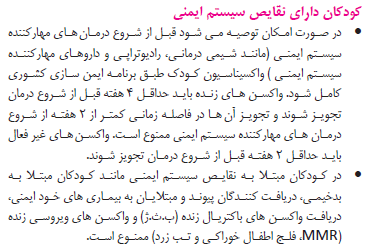 کودکان دارای نقایص سیستم ایمنی
• در صورت امکان توصیه می شود قبل از شروع درمان های مهارکننده
سیستم ایمنی (مانند شیمی درمانی، رادیوتراپی و داروهای مهارکننده
سیستم ایمنی) واکسیناسیون کودک طبق برنامه ایمن سازی کشوری
کامل شود. واکسن های زنده باید حداقل ۴ هفته قبل از شروع درمان
تجویز شوند و تجویز آن ها در فاصله زمانی کمتر از ۲ هفته از شروع
درمان های مهارکننده سیستم ایمنی ممنوع است. واکسن های غیر فعال
باید حداقل ۲ هفته قبل از شروع درمان تجویز شوند.
• در کودکان مبتلا به نقایص سیستم ایمنی مانند کودکان مبتلا به
بدخیمی، دریافت کنندگان پیوند و مبتلایان به بیماری های خود ایمنی،
دریافت واکسن های باکتریال زنده (ب.ث.ژ) و واکسن های ویروسی زنده
(MMR، فلج اطفال خوراکی و تب زرد) ممنوع است.